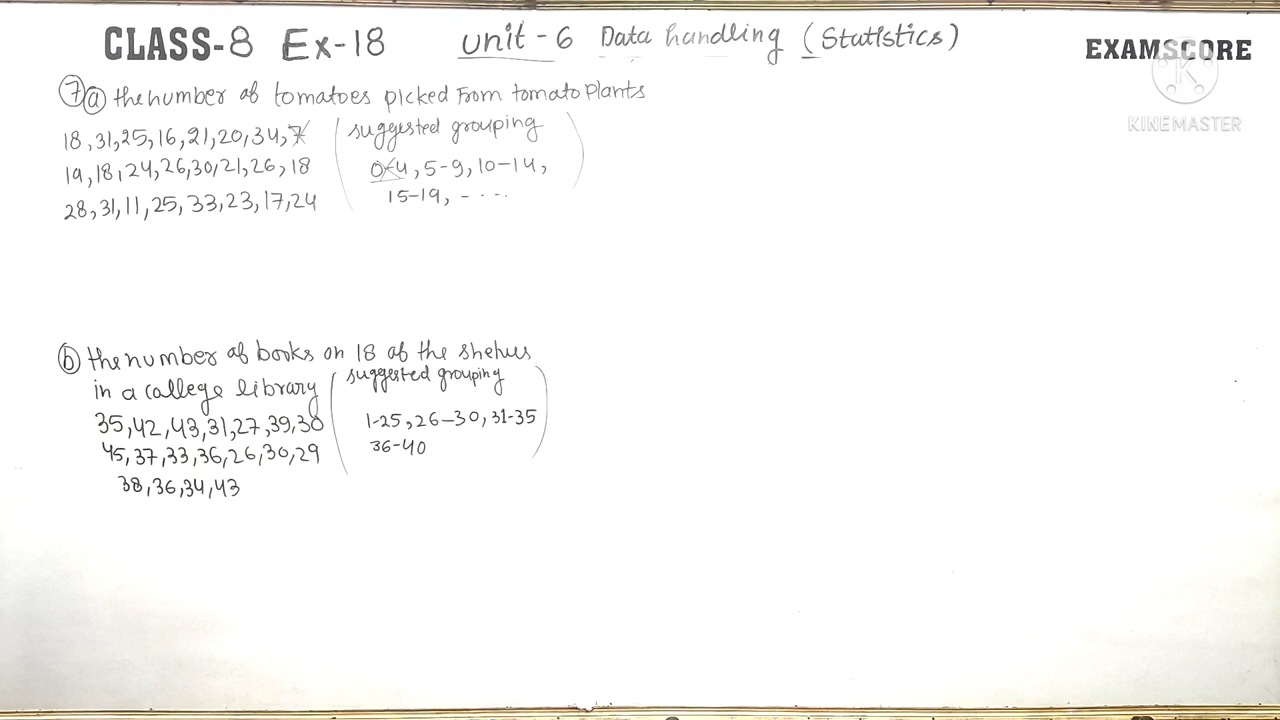 CLASS-8 Ex-18 Unit-6 Data handling (Statistics)
EXAMSCORE
KINEMASTER
7 a the number of tomatoes picked From tomato Plants
18,31,25,16,21,20,34,7
19,18,24,26,30,21,26,18
28,31,11,25,33,23,17,24
(suggested grouping
0-4, 5-9, 10-14,
15-19, - ....)
b the number of books on 18 of the shelves
in a college library
35,42,43,31,27,39,30
45,37,33,36,26,30,29
38,36,34,43
(suggested grouping
1-25, 26-30, 31-35
36-40)